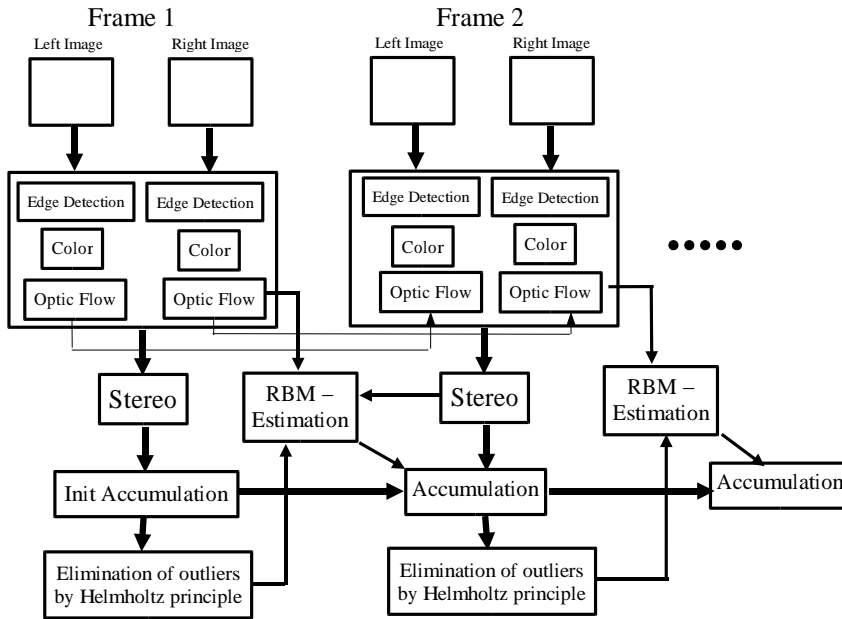 Frame 1
Frame 2
Left Image
Right Image
Left Image
Right Image
Edge Detection
Edge Detection
Edge Detection
Edge Detection
Color
Color
Color
Color
Optic Flow
Optic Flow
Optic Flow
Optic Flow
Stereo
RBM –
Estimation
Stereo
RBM –
Estimation
Init Accumulation
Accumulation
Accumulation
Elimination of outliers
by Helmholtz principle
Elimination of outliers
by Helmholtz principle